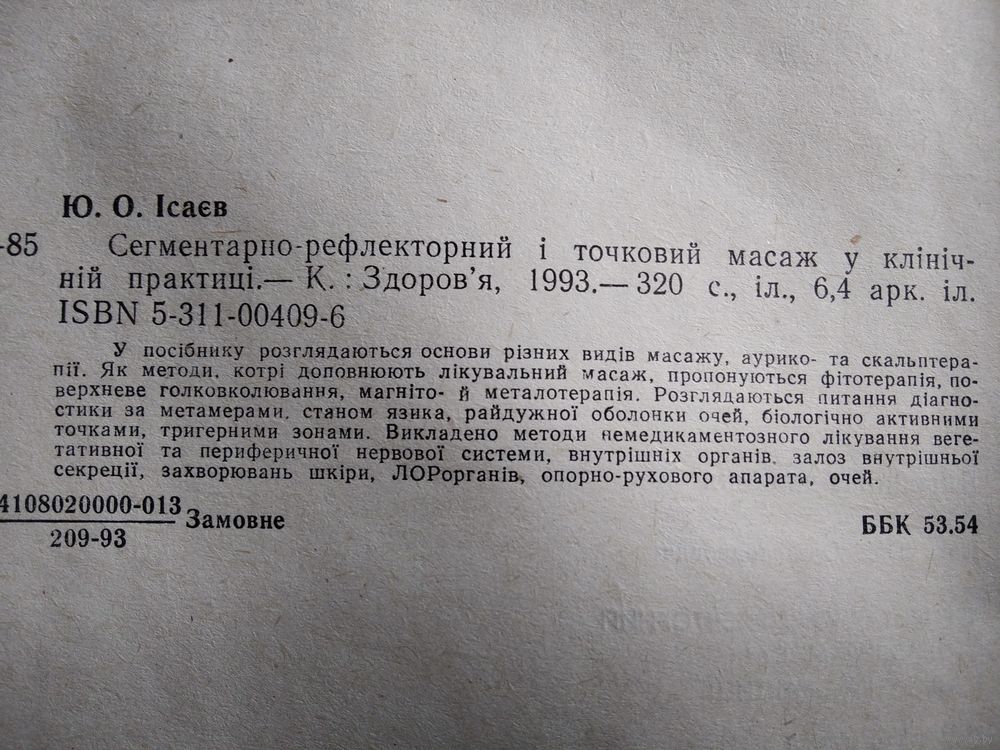 Ю. О. Ісаєв
-85 Сегментарно-рефлекторний і точковий масаж у клініч-
ній практиці.— К. : Здоров'я, 1993.— 320 с., іл., 6,4 арк. іл.
ISBN 5-311-00409-6
У посібнику розглядаються основи різних видів масажу, аурико- та скальптера-
пії. Як методи, котрі доповнюють лікувальний масаж, пропонуються фітотерапія, по-
верхневе голковколювання, магніто- й металотерапія. Розглядаються питання діагно-
стики за метамерами, станом язика, райдужної оболонки очей, біологічно активними
точками, тригерними зонами. Викладено методи немедикаментозного лікування веге-
тативної та периферичної нервової системи, внутрішніх органів, залоз внутрішньої
секреції, захворювань шкіри, ЛОРорганів, опорно-рухового апарата, очей.
4108020000-013 Замовне
209-93
ББК 53.54